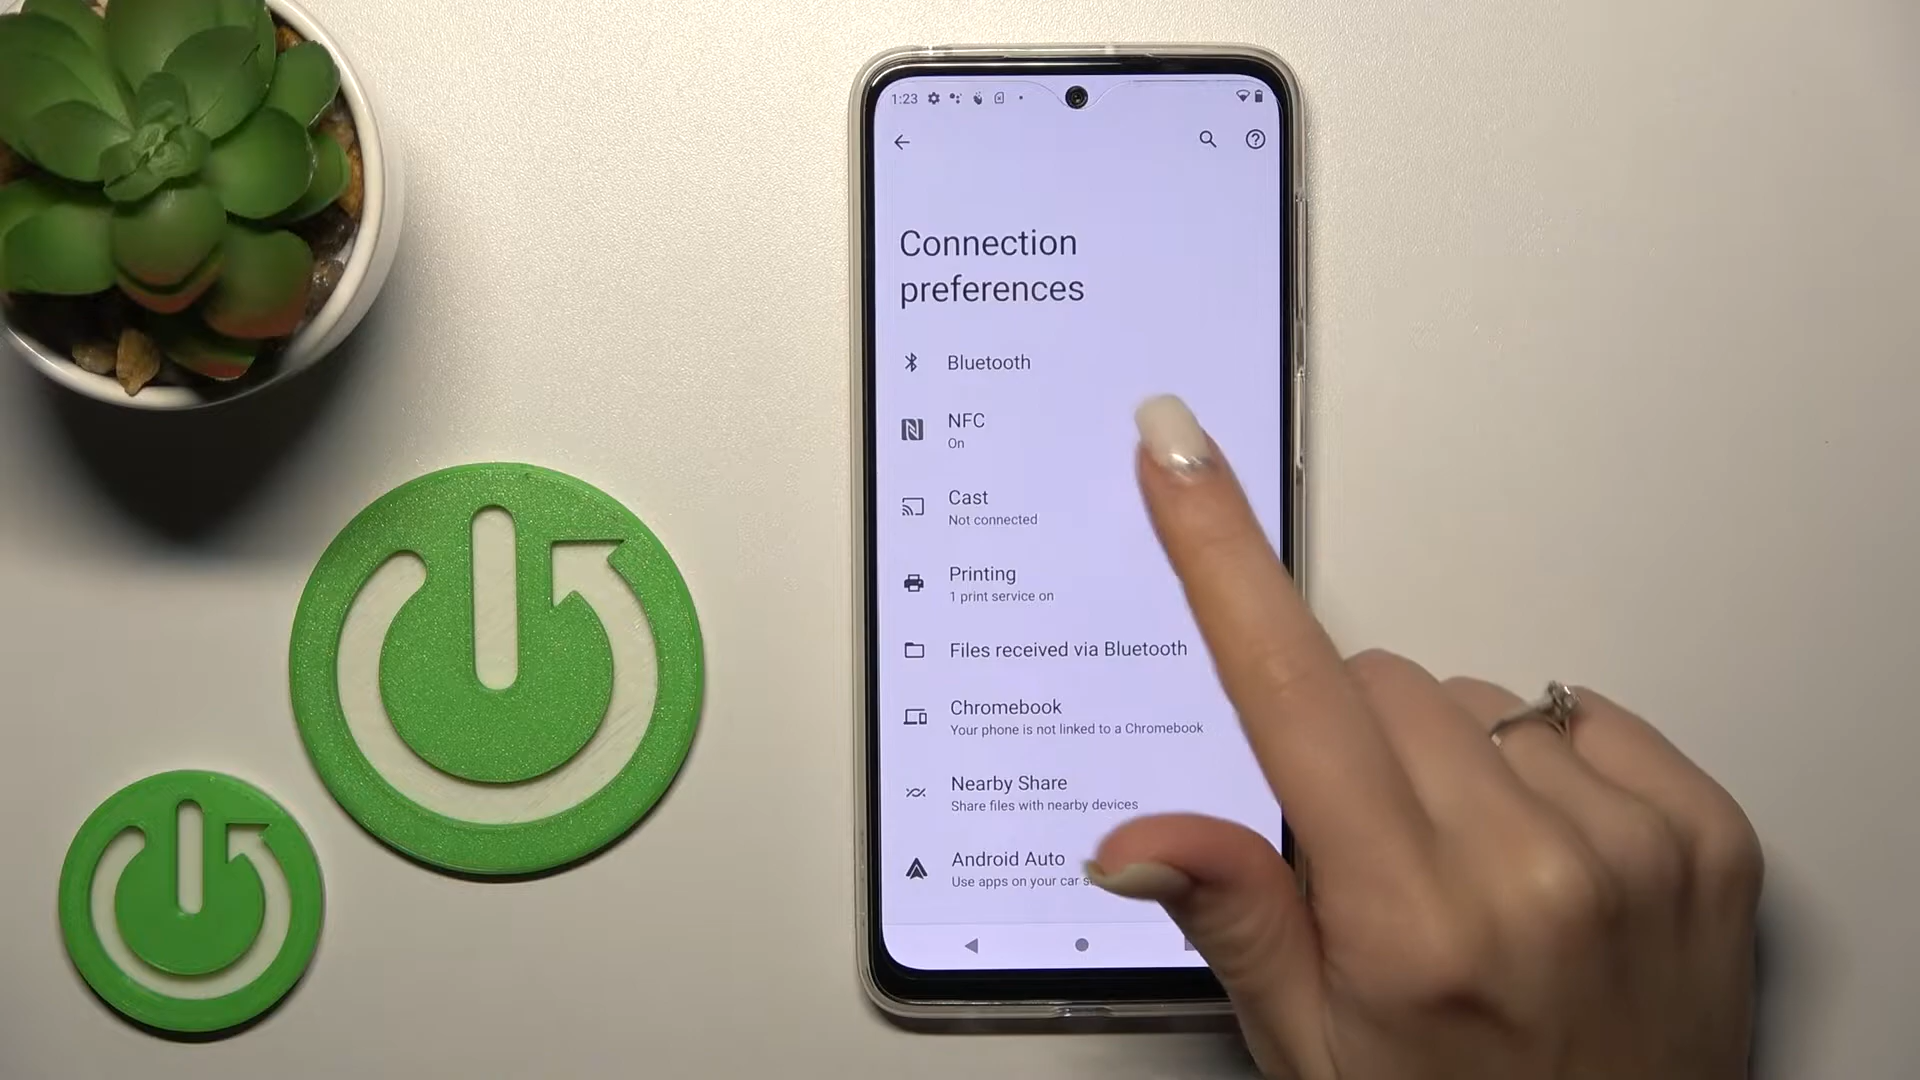 1:23
Connection
preferences
Bluetooth
NFC
On
Cast
Not connected
Printing
1 print service on
Files received via Bluetooth
Chromebook
Your phone is not linked to a Chromebook
Nearby Share
Share files with nearby devices
Android Auto
Use apps on your car